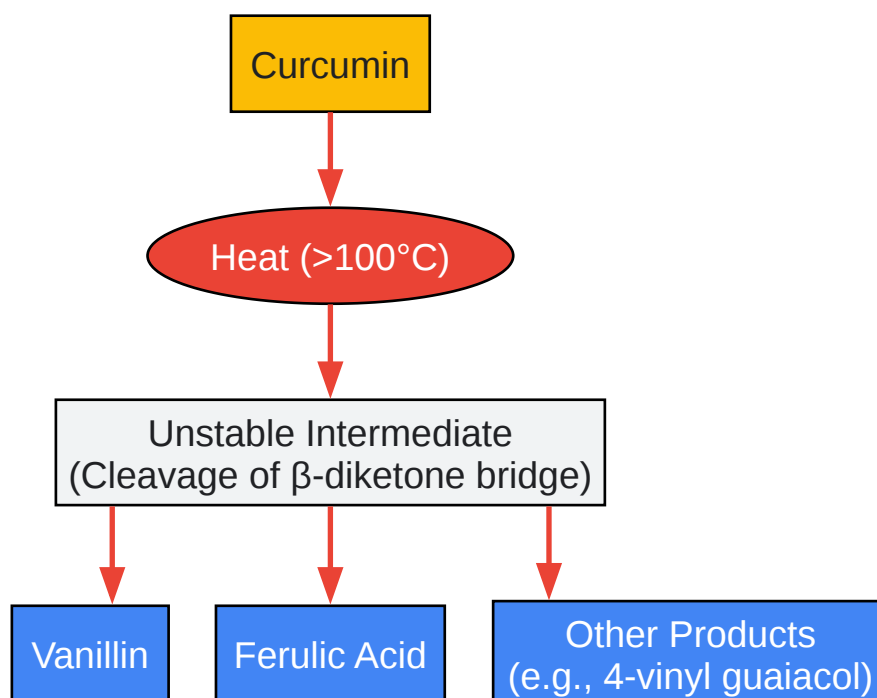 Curcumin
Heat (>100°C)
Unstable Intermediate
(Cleavage of β-diketone bridge)
Vanillin
Ferulic Acid
Other Products
(e.g., 4-vinyl guaiacol)